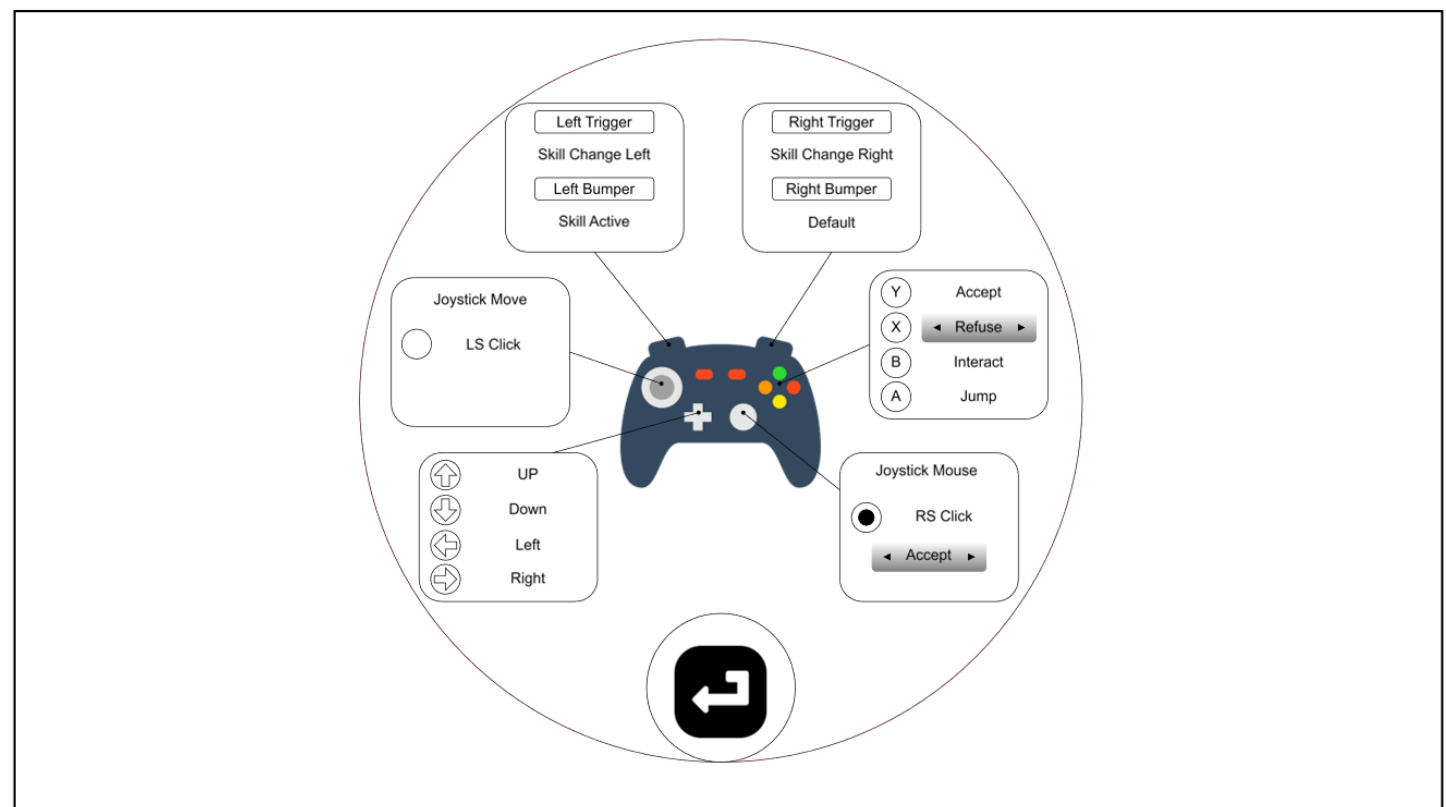 Left Trigger
Skill Change Left
Left Bumper
Skill Active
Right Trigger
Skill Change Right
Right Bumper
Default
Joystick Move
LS Click
Y Accept
X ◄ Refuse ►
B Interact
A Jump
UP
Down
Left
Right
Joystick Mouse
RS Click
◄ Accept ►